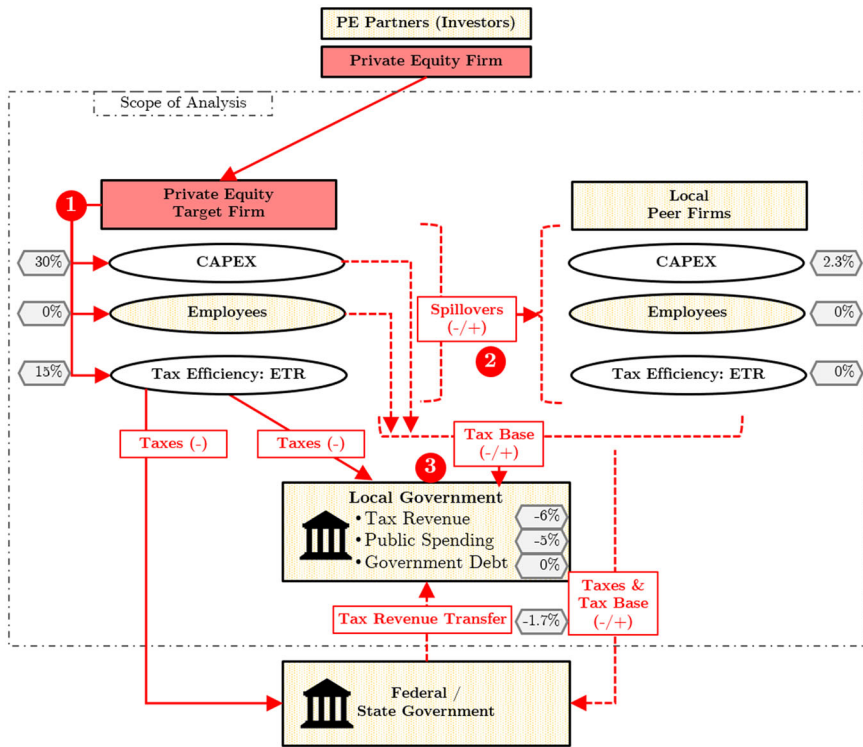 PE Partners (Investors)
Private Equity Firm
Scope of Analysis
1
Private Equity
Target Firm
Local
Peer Firms
30%
CAPEX
CAPEX
2.3%
0%
Employees
Spillovers
(-/+)
2
Employees
0%
15%
Tax Efficiency: ETR
Tax Efficiency: ETR
0%
Taxes (-)
Taxes (-)
Tax Base
(-/+)
3
Local Government
•Tax Revenue
-6%
•Public Spending
-5%
•Government Debt
0%
Tax Revenue Transfer
-1.7%
Taxes &
Tax Base
(-/+)
Federal /
State Government